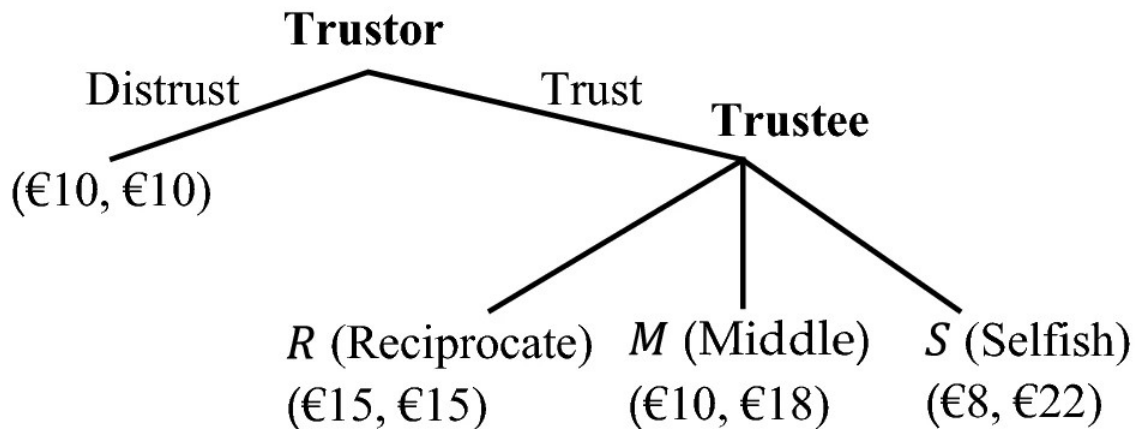 Trustor
Distrust
Trust
Trustee
(€10, €10)
R (Reciprocate)
M (Middle)
S (Selfish)
(€15, €15)
(€10, €18)
(€8, €22)